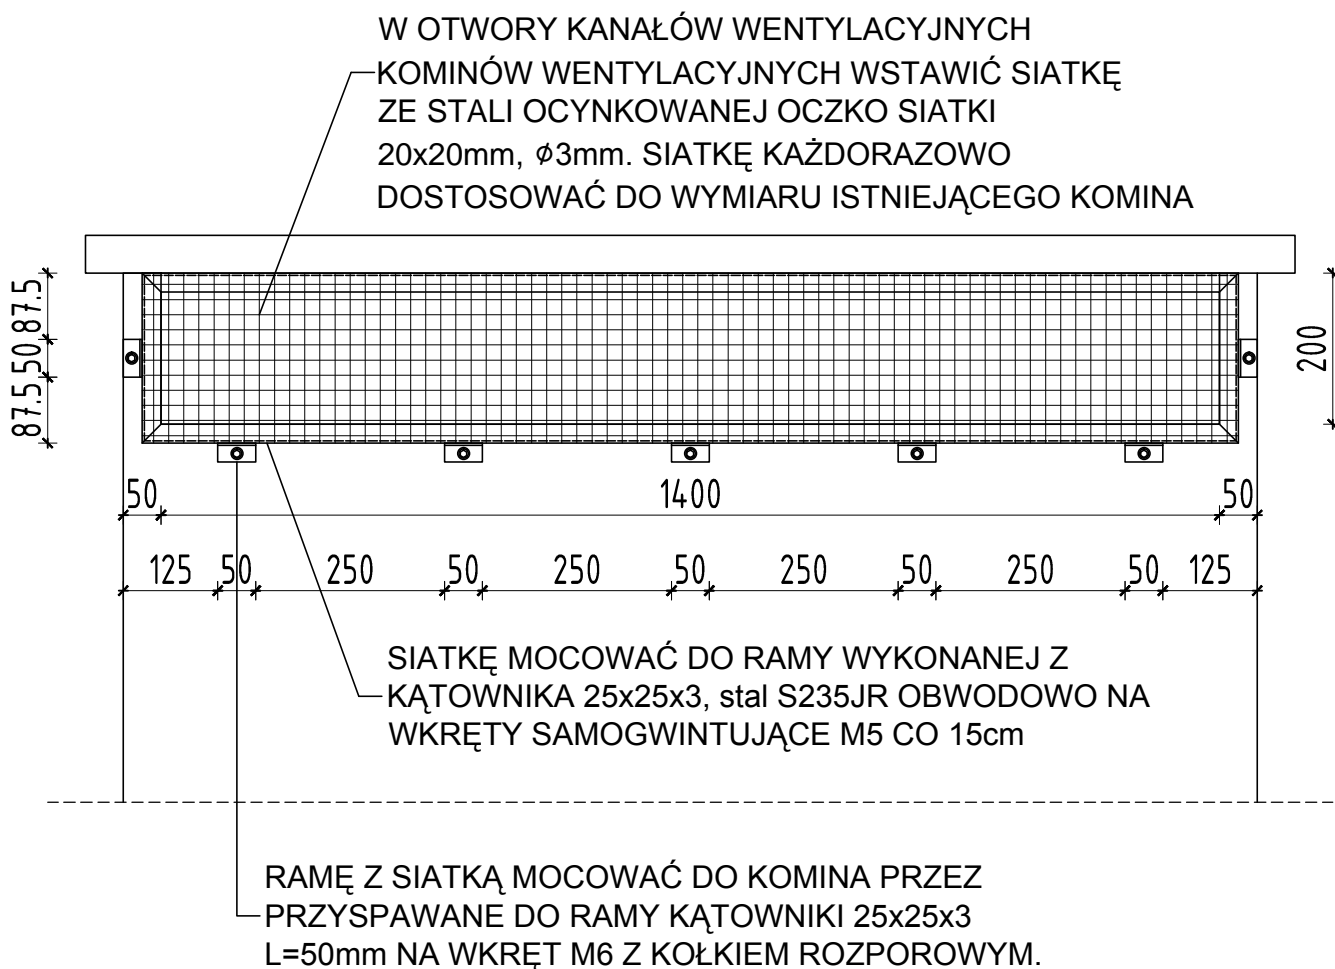 W OTWORY KANAŁÓW WENTYLACYJNYCH
KOMINÓW WENTYLACYJNYCH WSTAWIĆ SIATKĘ
ZE STALI OCYNKOWANEJ OCZKO SIATKI
20x20mm, ϕ3mm. SIATKĘ KAŻDORAZOWO
DOSTOSOWAĆ DO WYMIARU ISTNIEJĄCEGO KOMINA
87.5 50 87.5
200
50 1400 50
125 50 250 50 250 50 250 50 250 50 125
SIATKĘ MOCOWAĆ DO RAMY WYKONANEJ Z
KĄTOWNIKA 25x25x3, stal S235JR OBWODOWO NA
WKRĘTY SAMOGWINTUJĄCE M5 CO 15cm
RAMĘ Z SIATKĄ MOCOWAĆ DO KOMINA PRZEZ
PRZYSPAWANE DO RAMY KĄTOWNIKI 25x25x3
L=50mm NA WKRĘT M6 Z KOŁKIEM ROZPOROWYM.